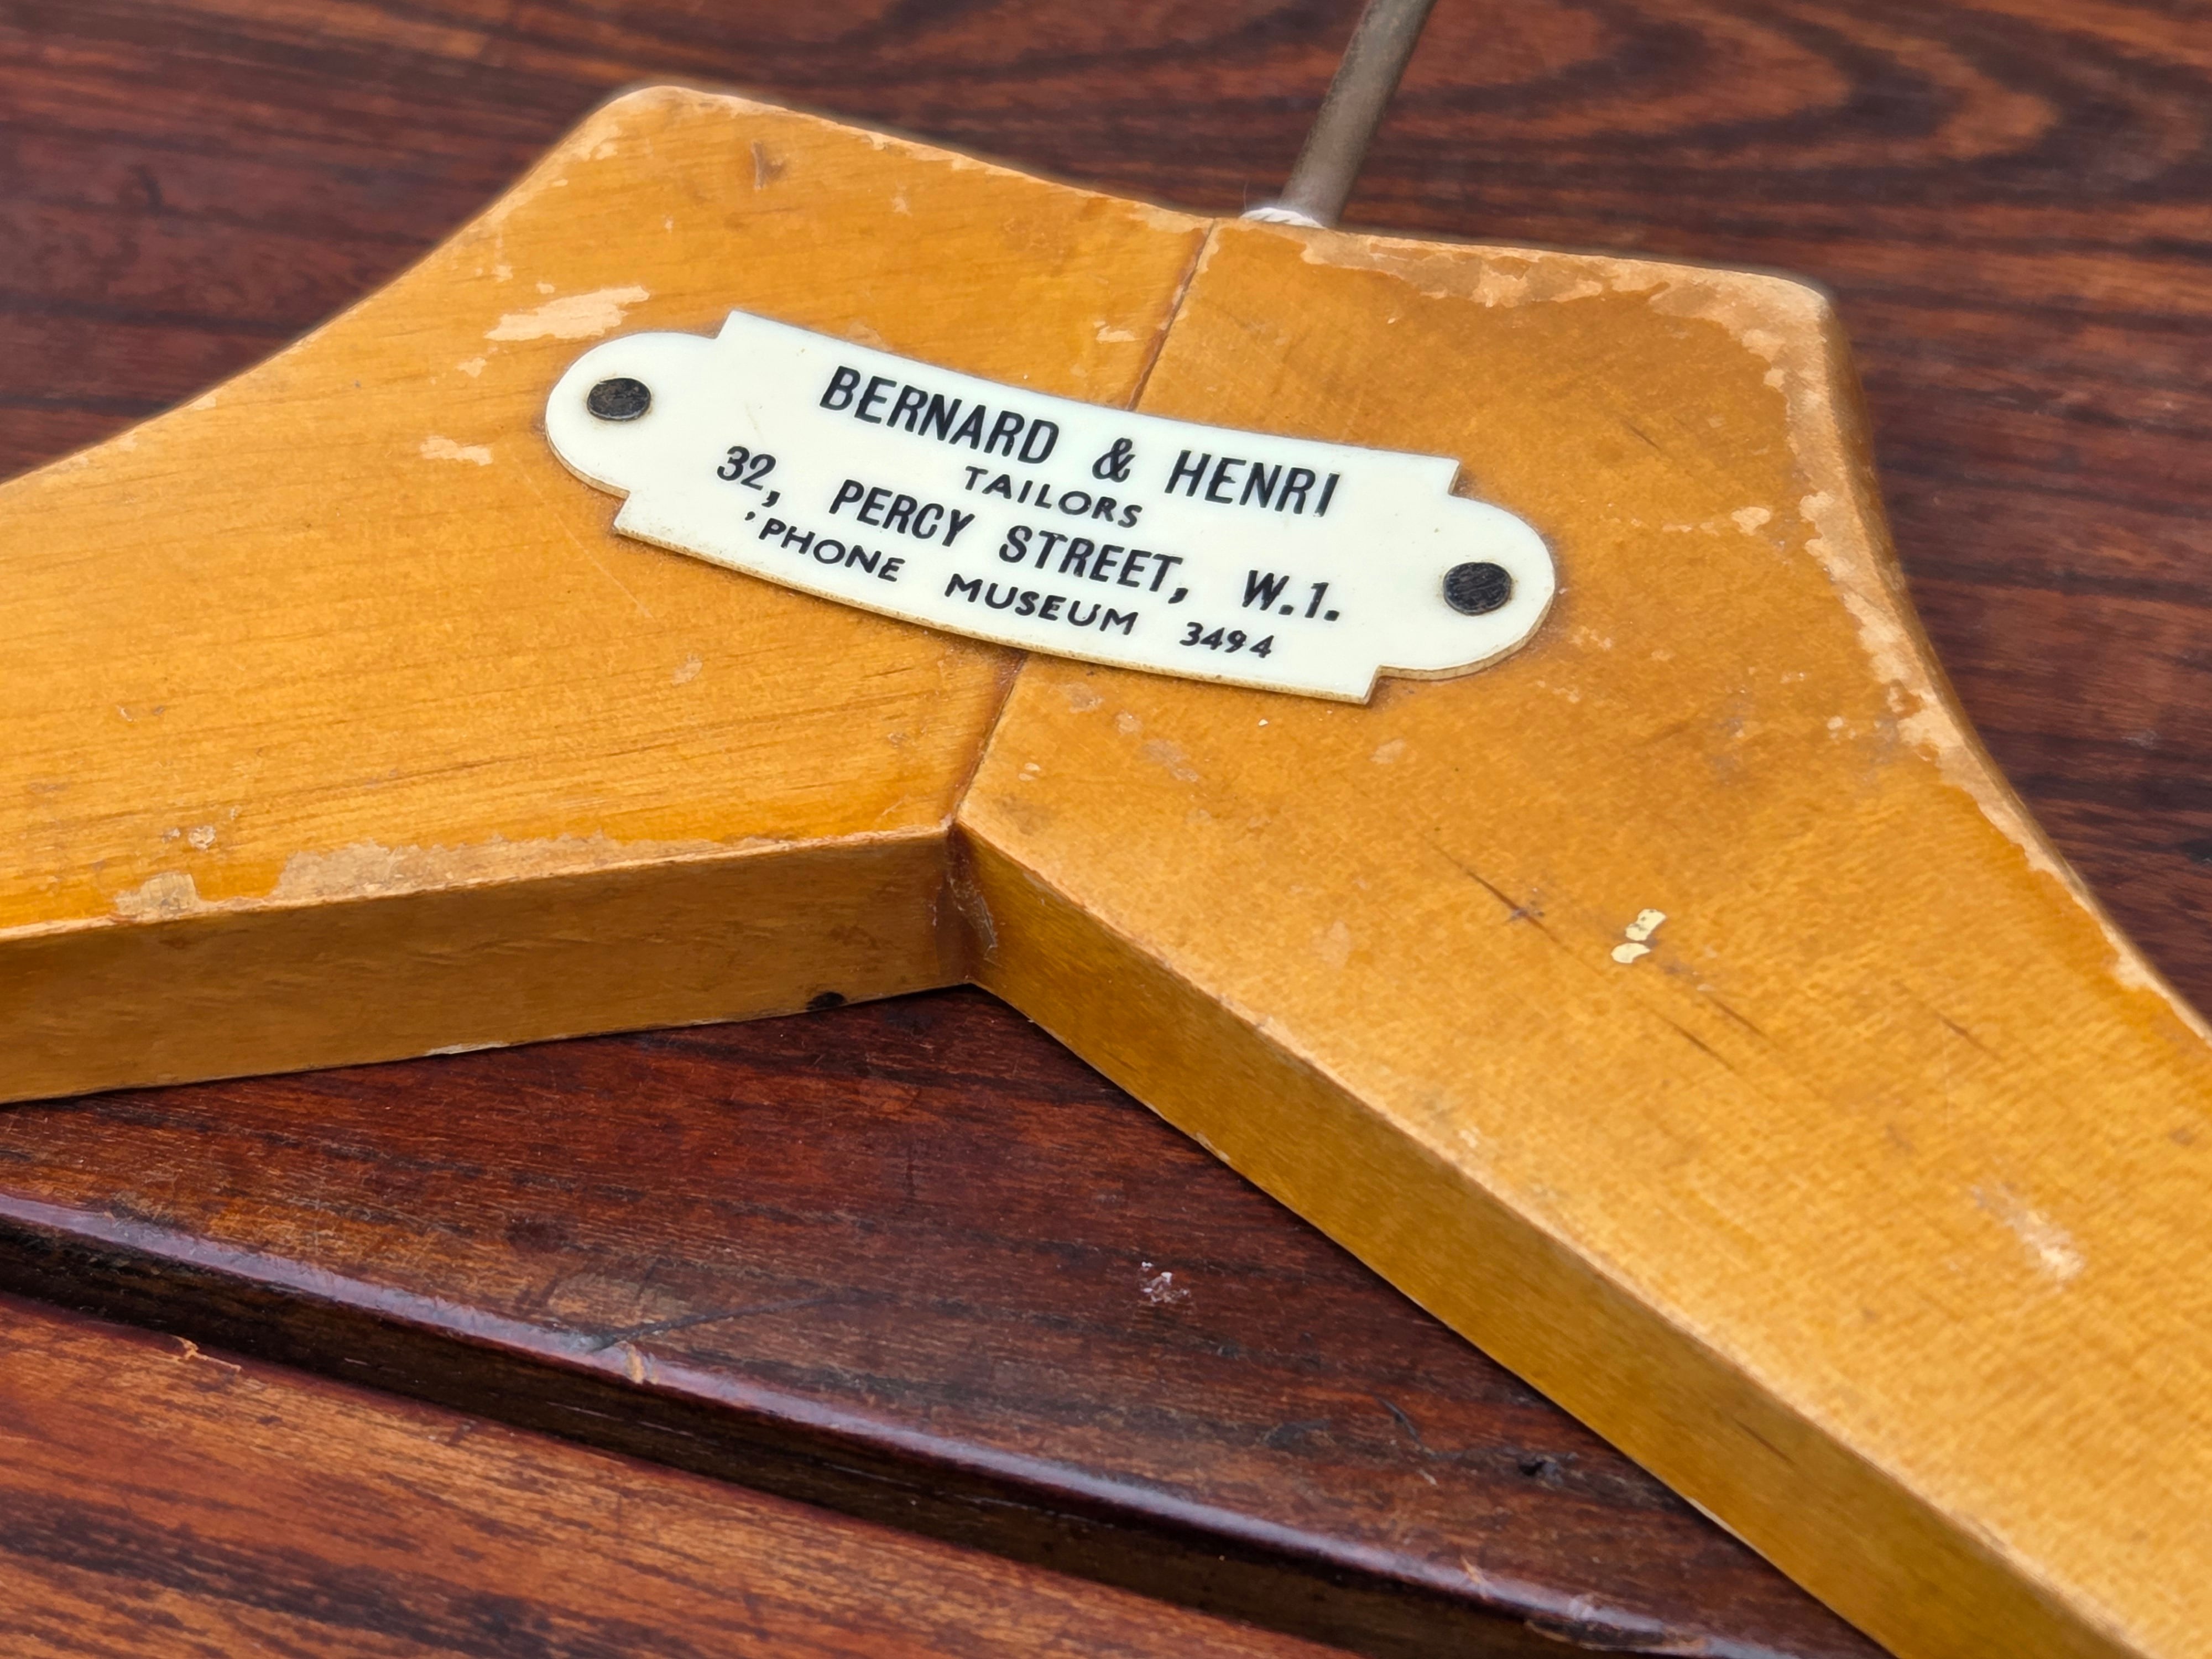 BERNARD & HENRI
TAILORS
32, PERCY STREET, W.1.
'PHONE MUSEUM 3494